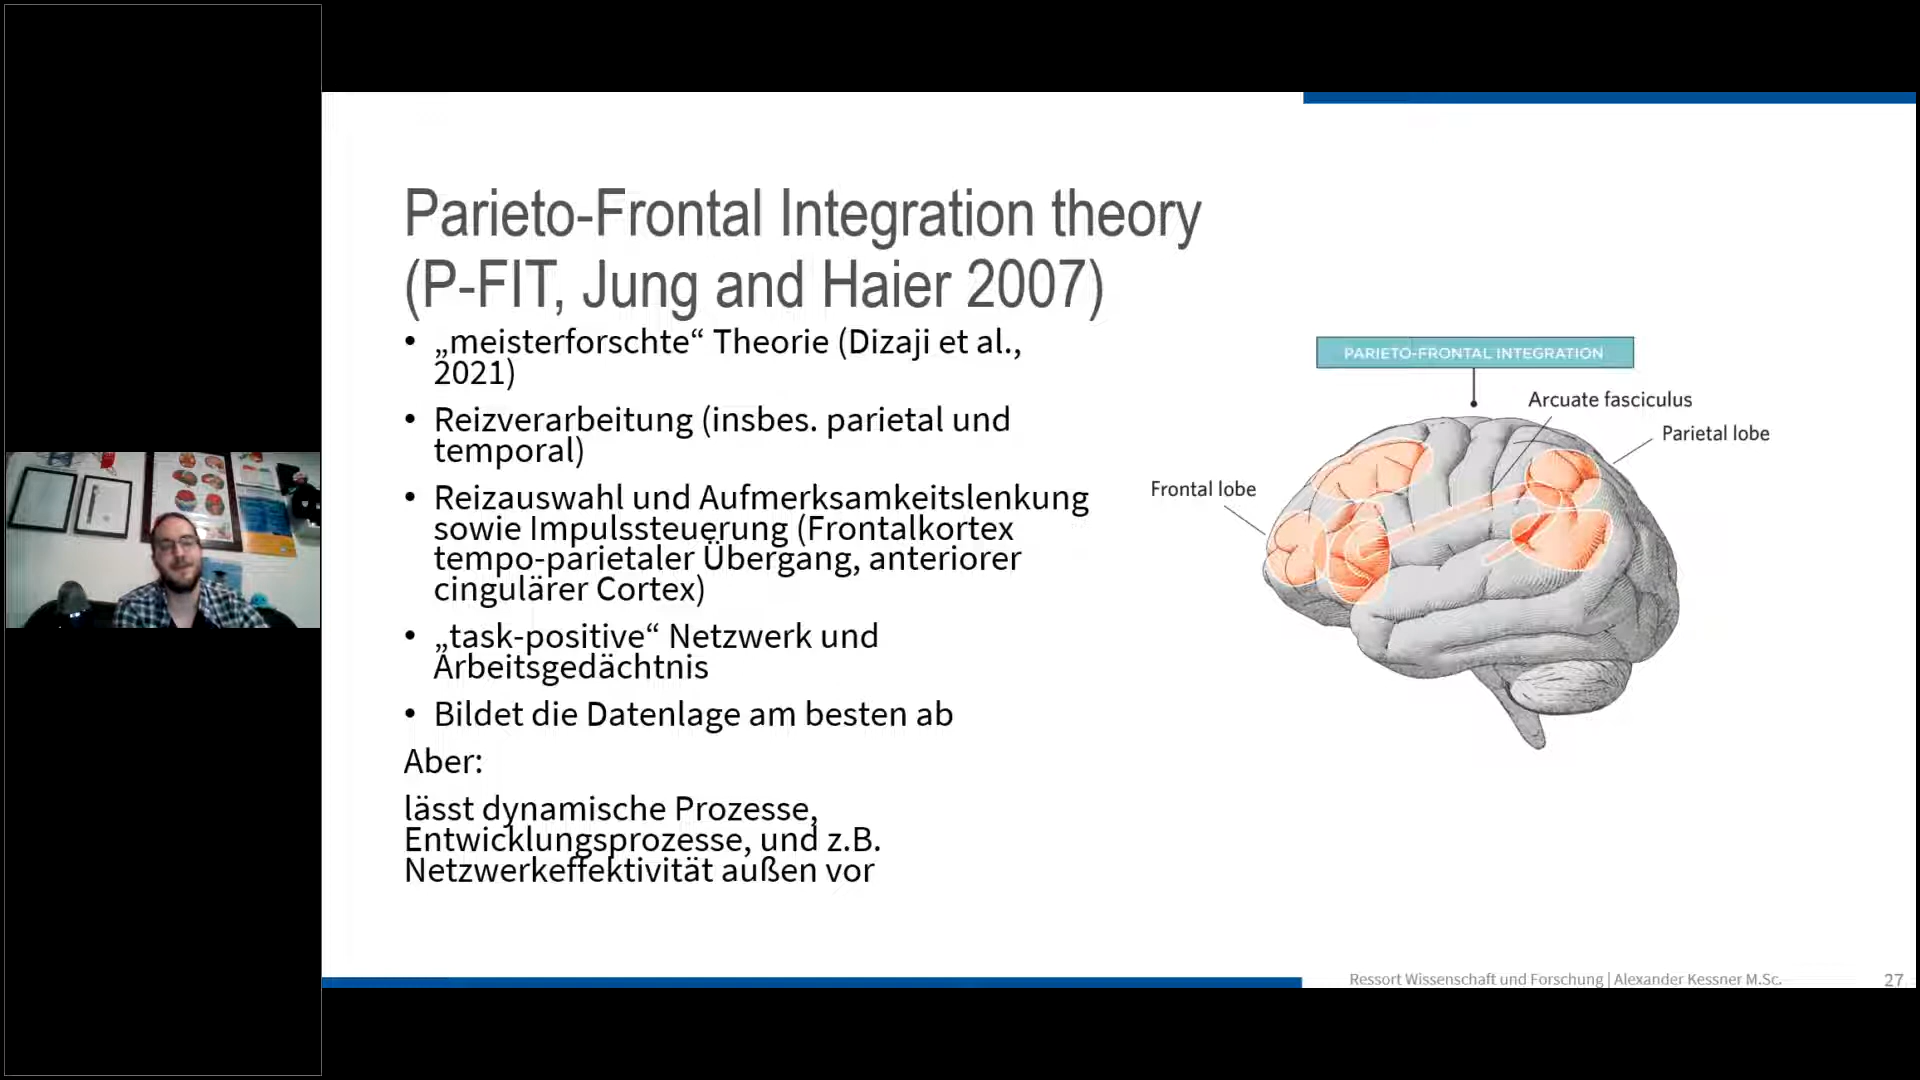 Parieto-Frontal Integration theory
(P-FIT, Jung and Haier 2007)
• „meisterforschte“ Theorie (Dizaji et al.,
2021)
• Reizverarbeitung (insbes. parietal und
temporal)
• Reizauswahl und Aufmerksamkeitslenkung
sowie Impulssteuerung (Frontalkortex
tempo-parietaler Übergang, anteriorer
cingulärer Cortex)
• „task-positive“ Netzwerk und
Arbeitsgedächtnis
• Bildet die Datenlage am besten ab
Aber:
lässt dynamische Prozesse,
Entwicklungsprozesse, und z.B.
Netzwerkeffektivität außen vor
PARIETO-FRONTAL INTEGRATION
Arcuate fasciculus
Parietal lobe
Frontal lobe
Ressort Wissenschaft und Forschung | Alexander Kessner M.Sc.
27